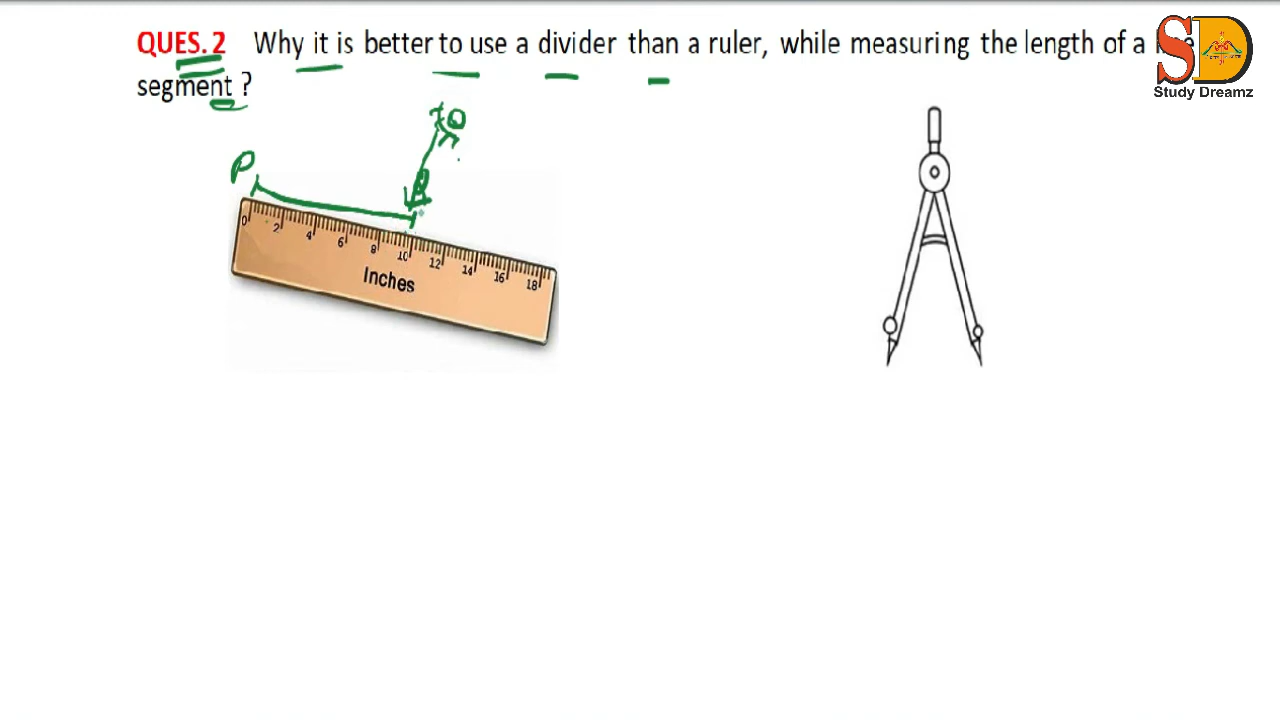 QUES. 2 Why it is better to use a divider than a ruler, while measuring the length of a
segment ?
SD
Study Dreamz
P
0 2 4 6 8 10 12 14 16 18
Inches